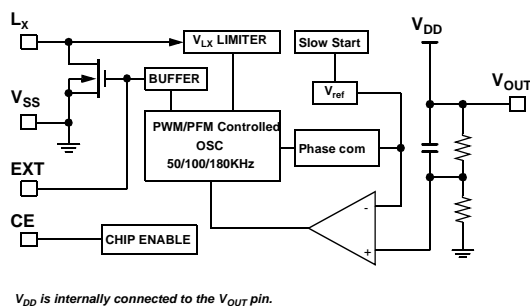 LX
VLX LIMITER
Slow Start
VDD
BUFFER
Vref
VOUT
VSS
PWM/PFM Controlled
OSC
50/100/180KHz
Phase com
EXT
-
+
CE
CHIP ENABLE
VDD is internally connected to the VOUT pin.